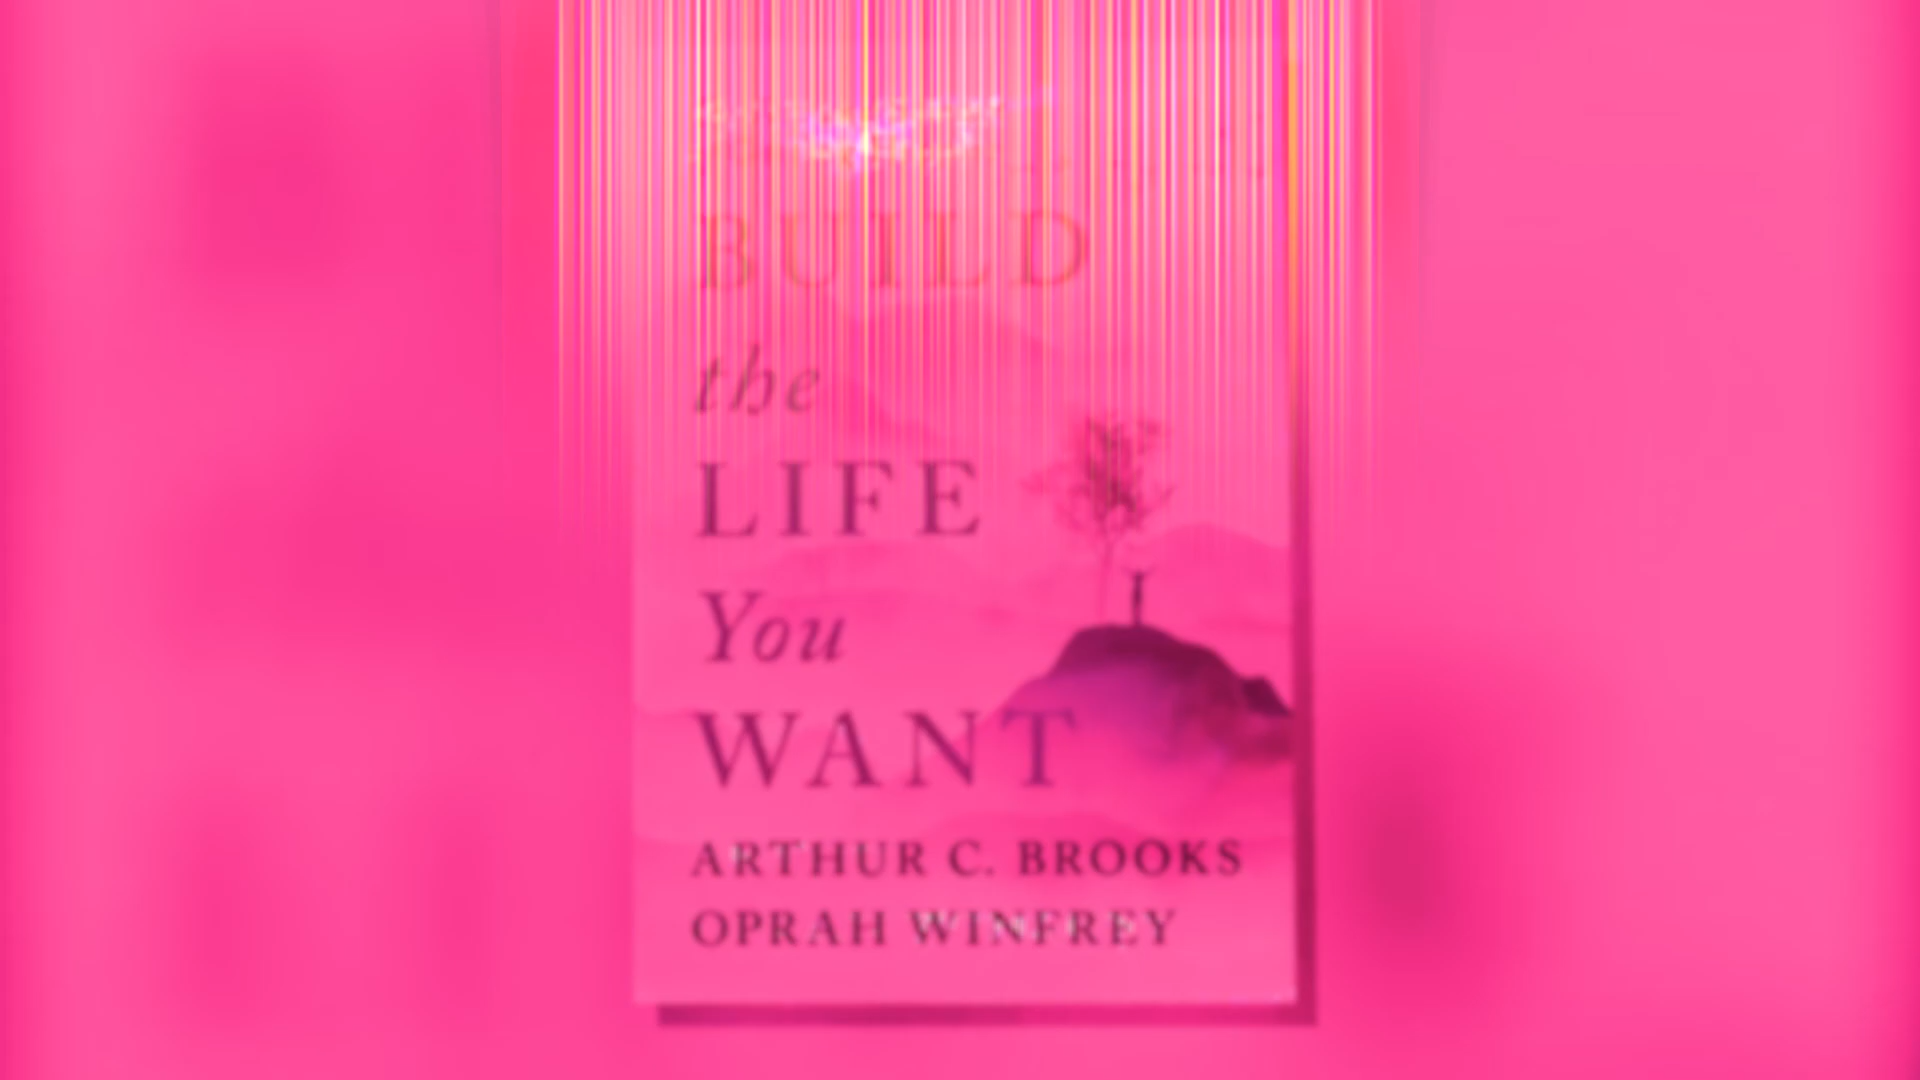 BUILD
the
LIFE
You
WANT
ARTHUR C. BROOKS
OPRAH WINFREY